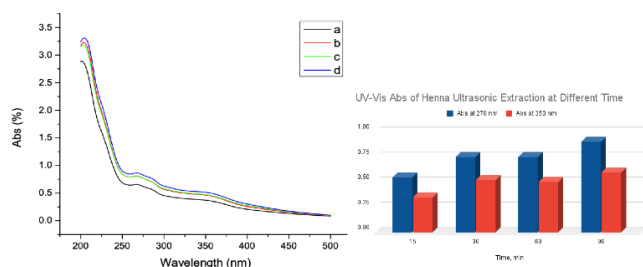 3.5
3.0
2.5
2.0
1.5
1.0
0.5
0.0
Abs (%)
200 250 300 350 400 450 500
Wavelength (nm)
a
b
c
d
UV-Vis Abs of Henna Ultrasonic Extraction at Different Time
Abs at 270 nm Abs at 350 nm
1.00
0.75
0.50
0.25
0.00
15 30 60 90
Time, min